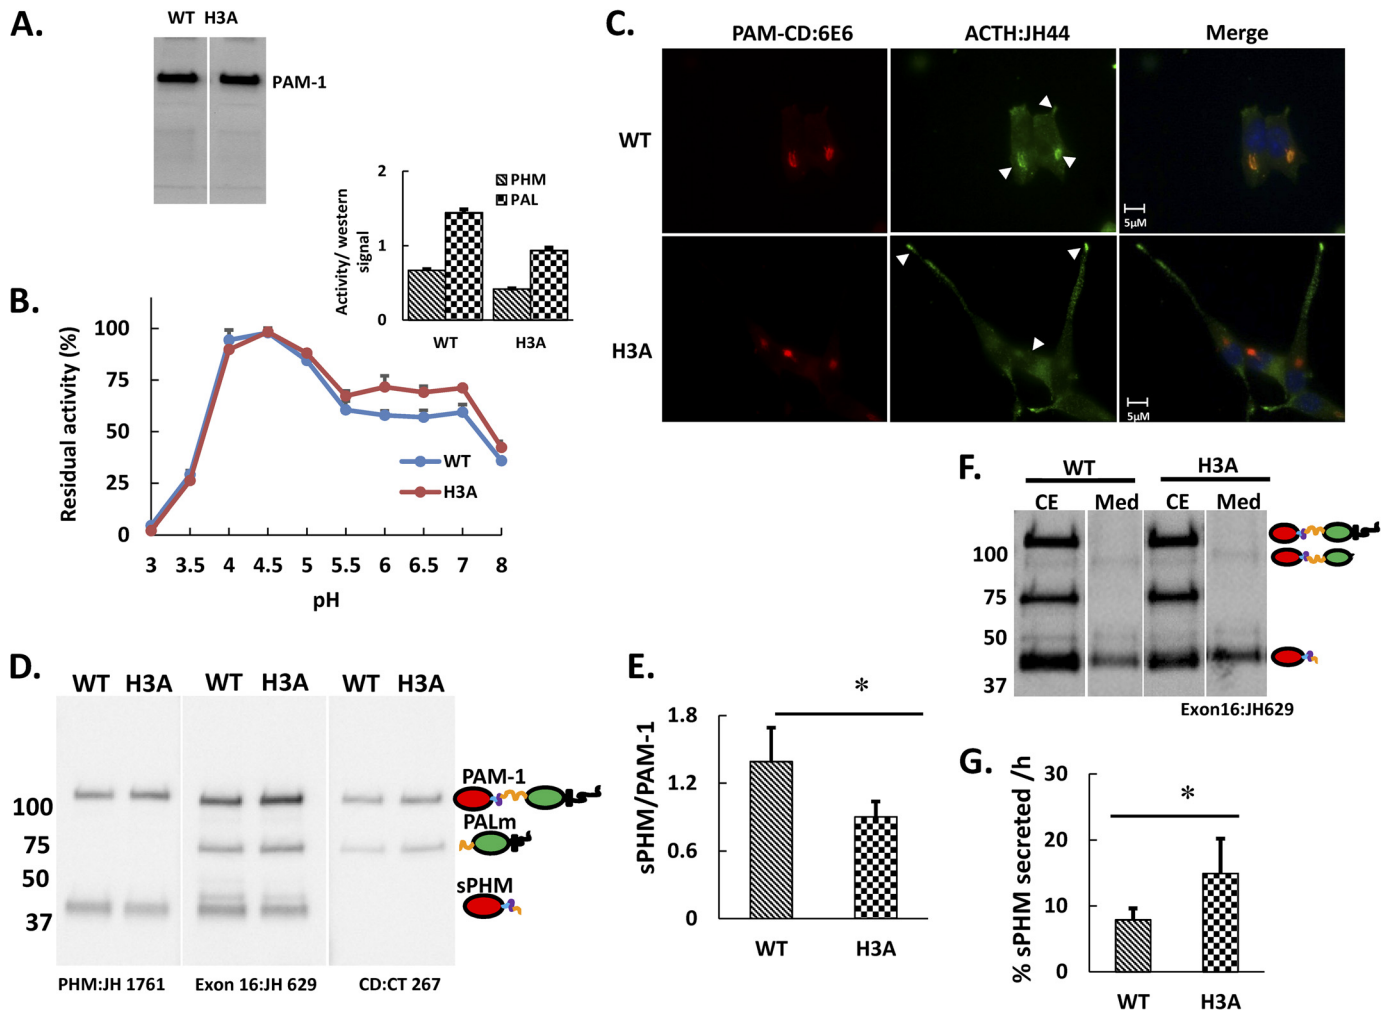 A.
WT H3A
PAM-1
2
1
0
Activity/ western
signal
PHM
PAL
WT H3A
B.
Residual activity (%)
100
75
50
25
0
3 3.5 4 4.5 5 5.5 6 6.5 7 8
pH
WT
H3A
C.
PAM-CD:6E6 ACTH:JH44 Merge
WT
5µM
H3A
5µM
D.
WT H3A WT H3A WT H3A
100
75
50
37
PAM-1
PALm
sPHM
PHM:JH 1761 Exon 16:JH 629 CD:CT 267
E.
sPHM/PAM-1
1.8
1.2
0.6
0
*
WT H3A
F.
WT H3A
CE Med CE Med
100
75
50
37
Exon16:JH629
G.
% sPHM secreted /h
30
20
10
0
*
WT H3A